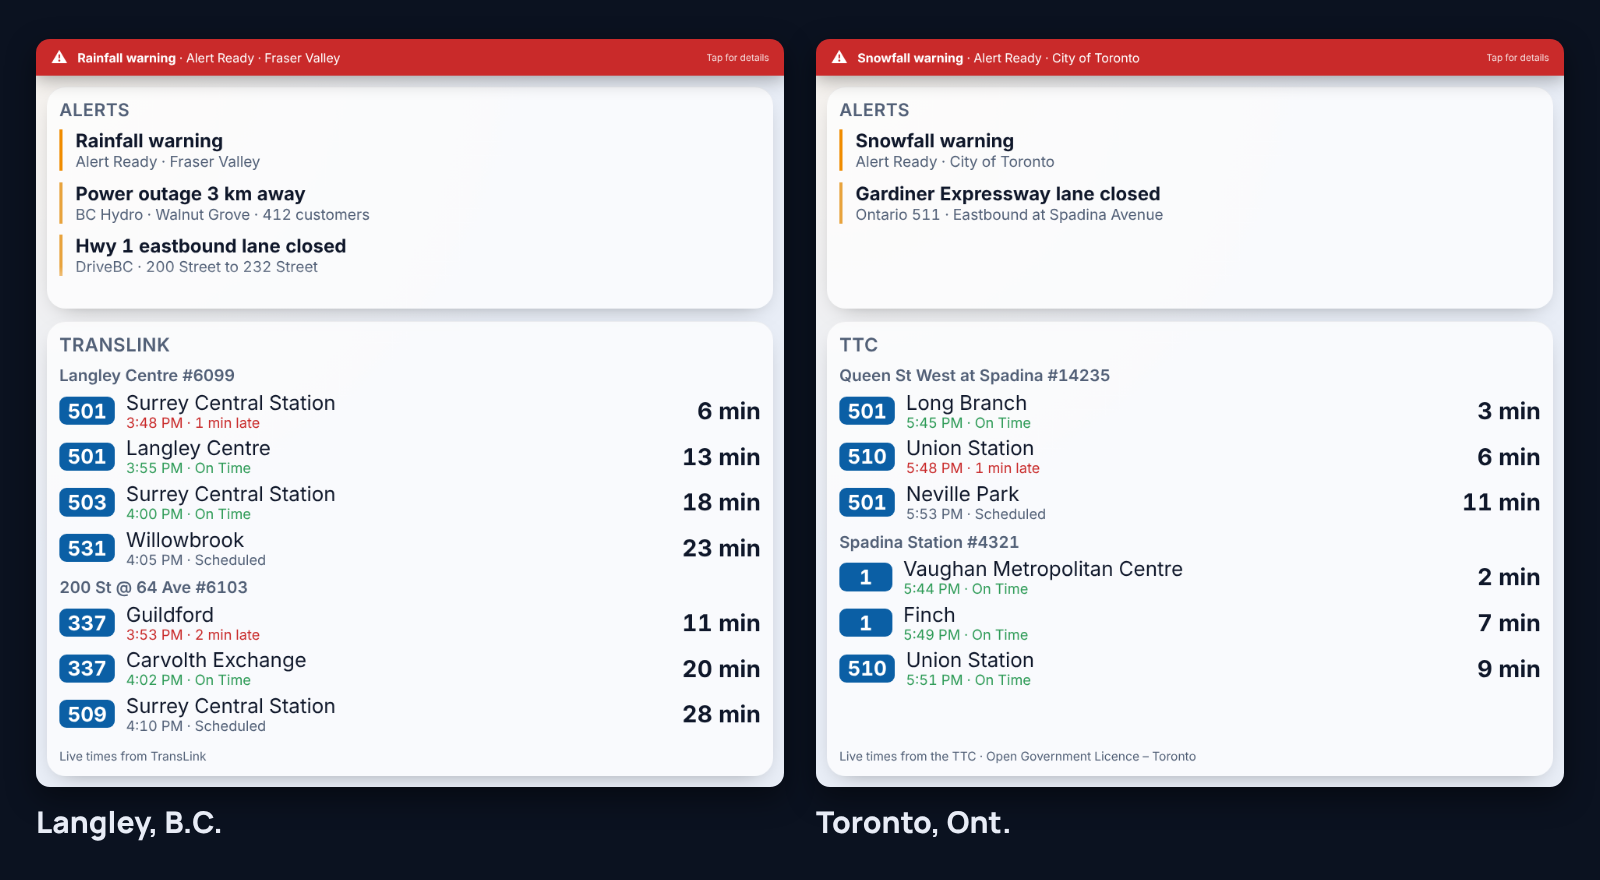 Rainfall warning · Alert Ready · Fraser Valley
Tap for details
ALERTS
Rainfall warning
Alert Ready · Fraser Valley
Power outage 3 km away
BC Hydro · Walnut Grove · 412 customers
Hwy 1 eastbound lane closed
DriveBC · 200 Street to 232 Street
TRANSLINK
Langley Centre #6099
501 Surrey Central Station 6 min
3:48 PM · 1 min late
501 Langley Centre 13 min
3:55 PM · On Time
503 Surrey Central Station 18 min
4:00 PM · On Time
531 Willowbrook 23 min
4:05 PM · Scheduled
200 St @ 64 Ave #6103
337 Guildford 11 min
3:53 PM · 2 min late
337 Carvolth Exchange 20 min
4:02 PM · On Time
509 Surrey Central Station 28 min
4:10 PM · Scheduled
Live times from TransLink
Langley, B.C.
Snowfall warning · Alert Ready · City of Toronto
Tap for details
ALERTS
Snowfall warning
Alert Ready · City of Toronto
Gardiner Expressway lane closed
Ontario 511 · Eastbound at Spadina Avenue
TTC
Queen St West at Spadina #14235
501 Long Branch 3 min
5:45 PM · On Time
510 Union Station 6 min
5:48 PM · 1 min late
501 Neville Park 11 min
5:53 PM · Scheduled
Spadina Station #4321
1 Vaughan Metropolitan Centre 2 min
5:44 PM · On Time
1 Finch 7 min
5:49 PM · On Time
510 Union Station 9 min
5:51 PM · On Time
Live times from the TTC · Open Government Licence – Toronto
Toronto, Ont.